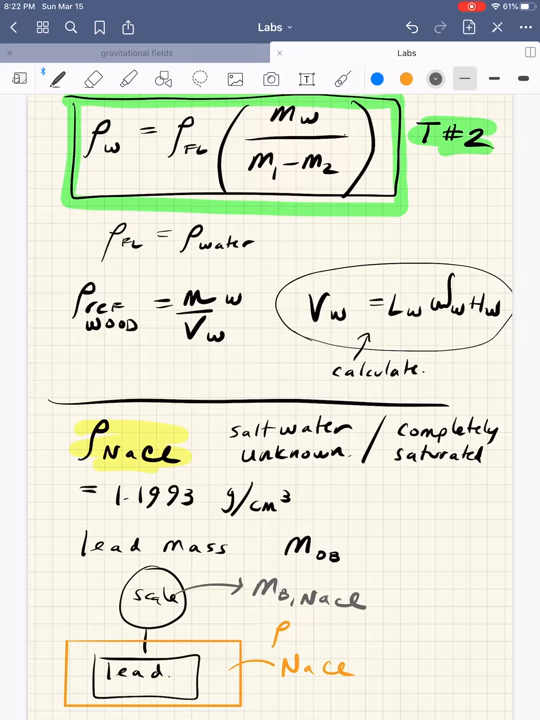 8:22 PM Sun Mar 15
61%
Labs
gravitational fields
Labs
ρw = ρFL (mw / m1 - m2)
T#2
ρFL = ρwater
ρref WOOD = mw / Vw
Vw = Lw Ww Hw
calculate.
ρNaCl
saltwater unknown. / completely saturated
= 1.1993 g/cm³
lead mass MOB
scale
MB, NaCl
ρ NaCl
lead.